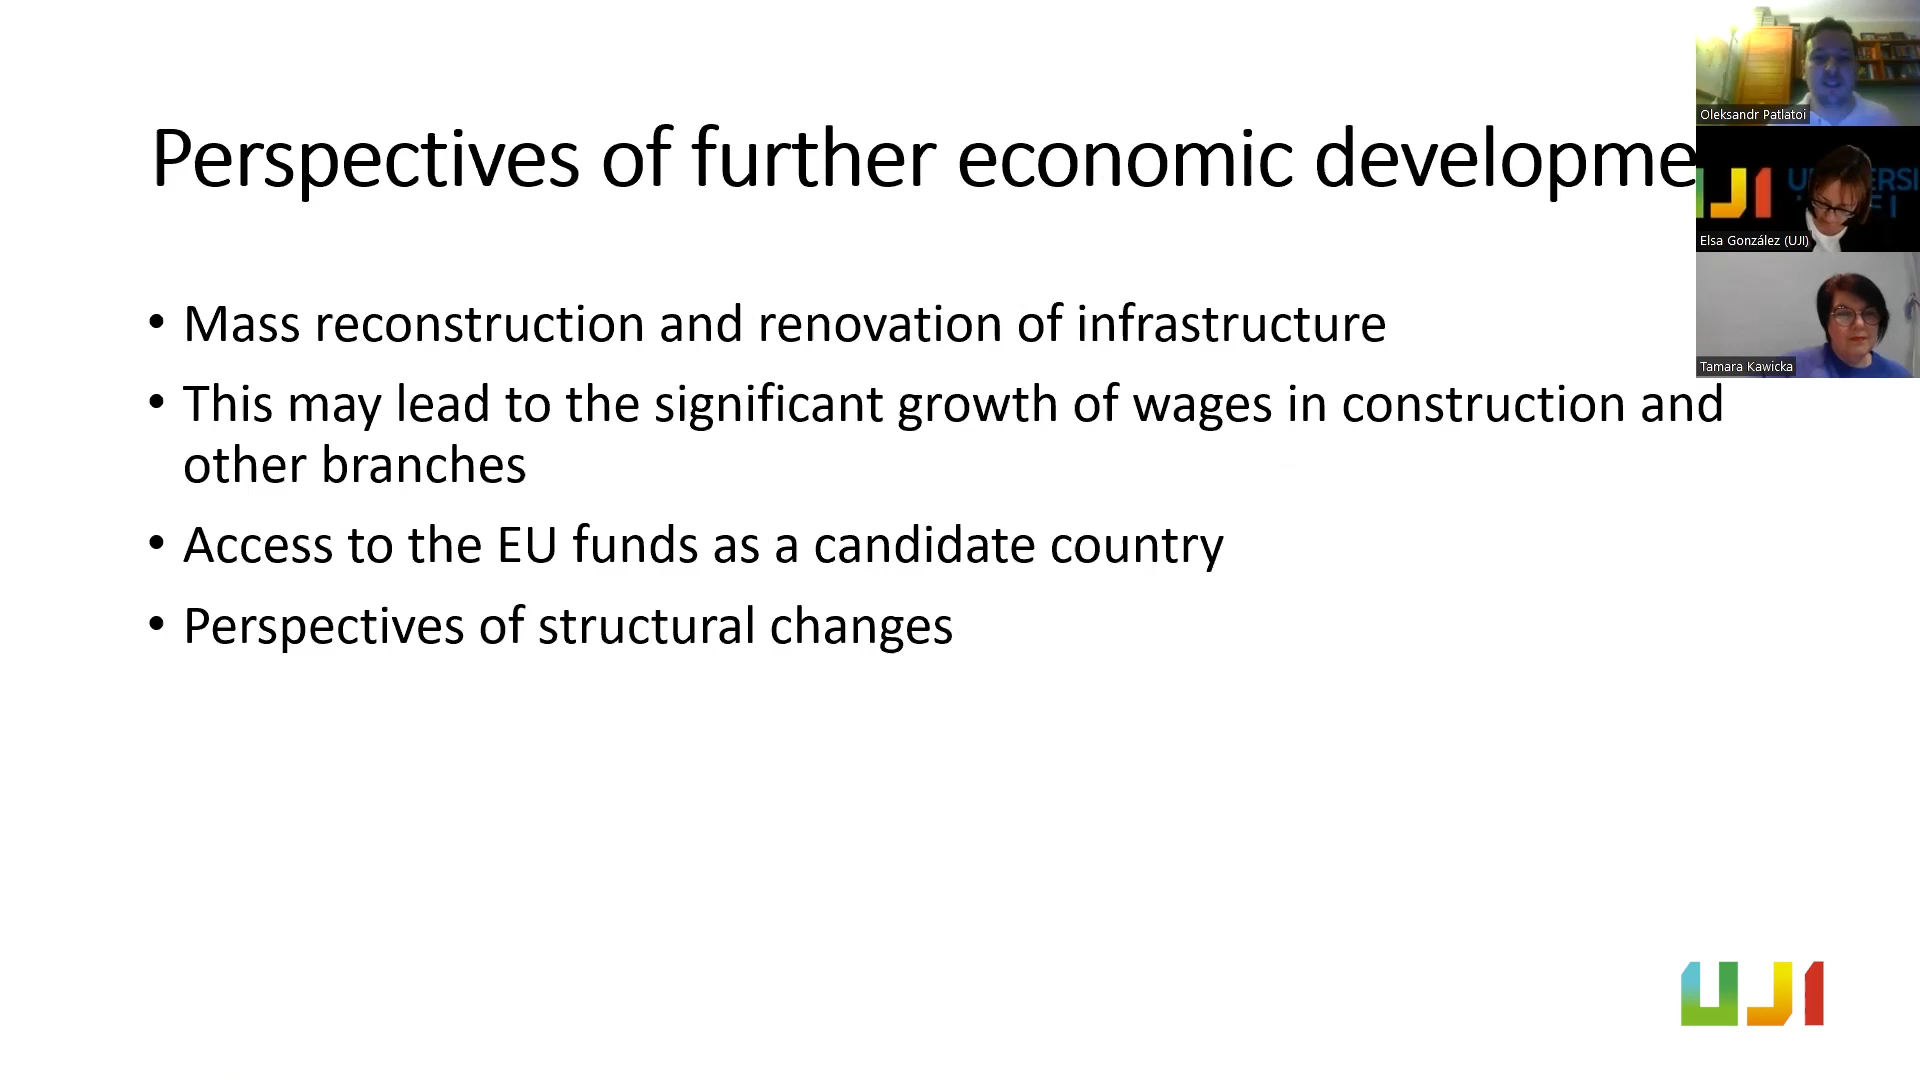 Perspectives of further economic developme
• Mass reconstruction and renovation of infrastructure
• This may lead to the significant growth of wages in construction and
other branches
• Access to the EU funds as a candidate country
• Perspectives of structural changes
Oleksandr Patlatoi
UJI
Elsa González (UJI)
Tamara Kawicka
UJI